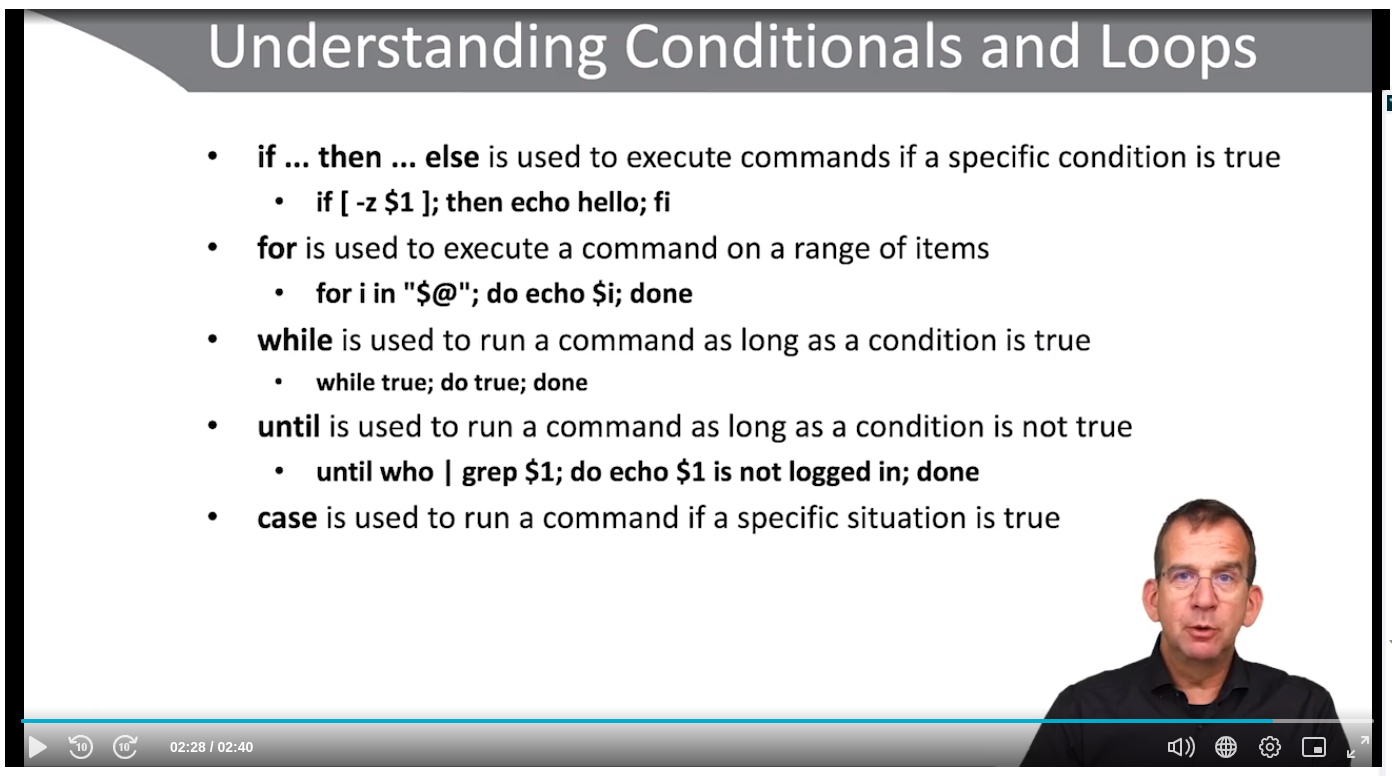 Understanding Conditionals and Loops
• if ... then ... else is used to execute commands if a specific condition is true
• if [ -z $1 ]; then echo hello; fi
• for is used to execute a command on a range of items
• for i in "$@"; do echo $i; done
• while is used to run a command as long as a condition is true
• while true; do true; done
• until is used to run a command as long as a condition is not true
• until who | grep $1; do echo $1 is not logged in; done
• case is used to run a command if a specific situation is true
10 10 02:28 / 02:40